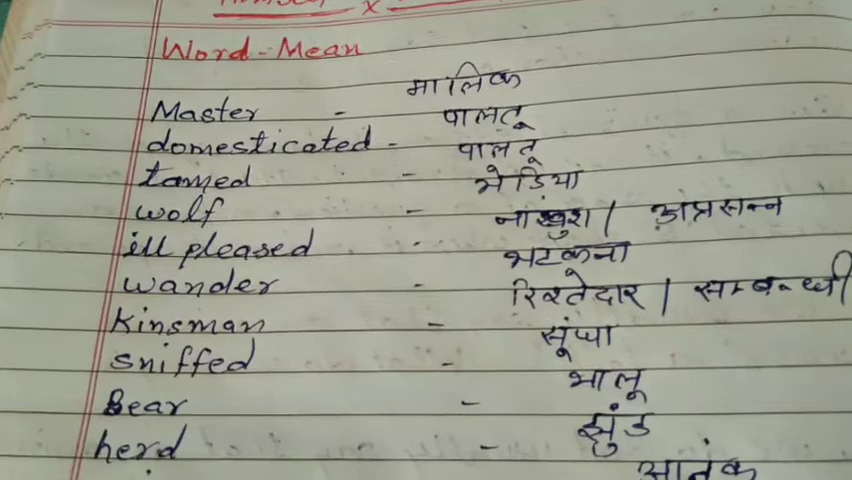 Word-Mean
Master - मालिक
domesticated - पालतू
tamed - पालतू
wolf - भेडिया
ill pleased - नाखुश / अप्रसन्न
wander - भटकना
Kinsman - रिश्तेदार / सम्बन्धी
sniffed - सूंघा
Bear - भालू
herd - झुंड
आतंक